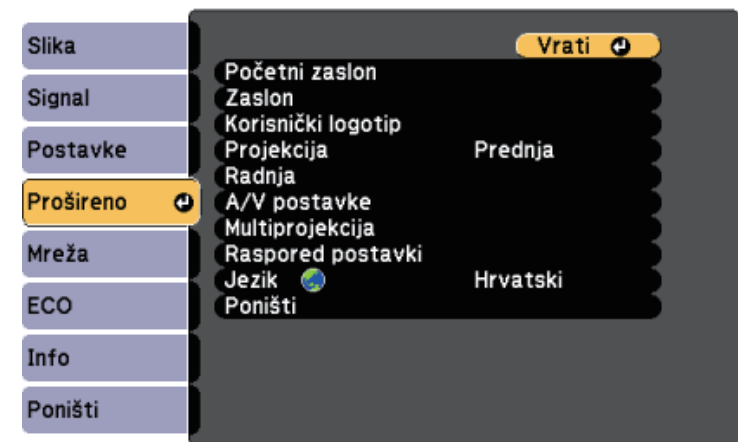 Slika
Signal
Postavke
Prošireno
Mreža
ECO
Info
Poništi
Vrati
Početni zaslon
Zaslon
Korisnički logotip
Projekcija Prednja
Radnja
A/V postavke
Multiprojekcija
Raspored postavki
Jezik Hrvatski
Poništi